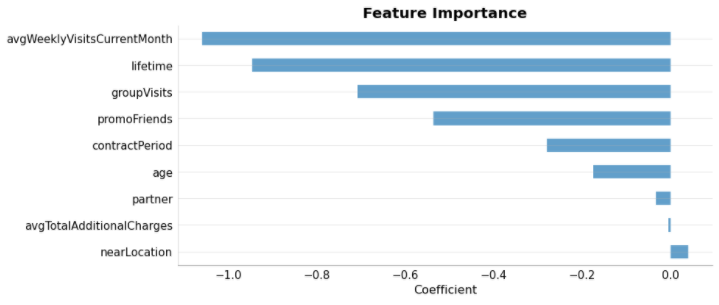 Feature Importance
avgWeeklyVisitsCurrentMonth
lifetime
groupVisits
promoFriends
contractPeriod
age
partner
avgTotalAdditionalCharges
nearLocation
−1.0 −0.8 −0.6 −0.4 −0.2 0.0
Coefficient